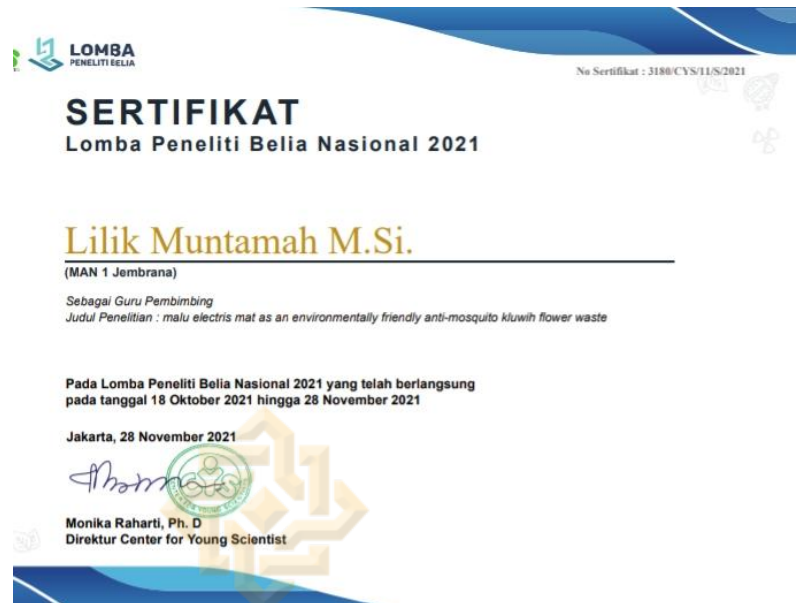 LOMBA
PENELITI BELIA
No Sertifikat : 3180/CYS/11/S/2021
SERTIFIKAT
Lomba Peneliti Belia Nasional 2021
Lilik Muntamah M.Si.
(MAN 1 Jembrana)
Sebagai Guru Pembimbing
Judul Penelitian : malu electris mat as an environmentally friendly anti-mosquito kluwih flower waste
Pada Lomba Peneliti Belia Nasional 2021 yang telah berlangsung
pada tanggal 18 Oktober 2021 hingga 28 November 2021
Jakarta, 28 November 2021
Monika Raharti, Ph. D
Direktur Center for Young Scientist